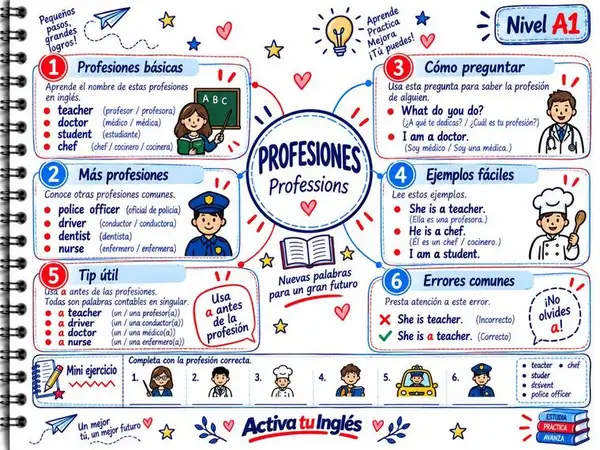 Pequeños
pasos,
grandes
logros!
Aprende
Practica
Mejora
¡Tú puedes!
Nivel A1
PROFESIONES
Professions
1 Profesiones básicas
Aprende el nombre de estas profesiones
en inglés.
teacher (profesor / profesora)
doctor (médico / médica)
student (estudiante)
chef (chef / cocinero / cocinera)
A B C
2 Más profesiones
Conoce otras profesiones comunes.
police officer (oficial de policía)
driver (conductor / conductora)
dentist (dentista)
nurse (enfermero / enfermera)
3 Cómo preguntar
Usa esta pregunta para saber la profesión
de alguien.
What do you do?
(¿A qué te dedicas? / ¿Cuál es tu profesión?)
I am a doctor.
(Soy médico / Soy una médica.)
4 Ejemplos fáciles
Lee estos ejemplos.
She is a teacher.
(Ella es una profesora.)
He is a chef.
(Él es un chef / cocinero.)
I am a student.
5 Tip útil
Usa a antes de las profesiones.
Todas son palabras contables en singular.
a teacher (un / una profesor(a))
a driver (un / una conductor(a))
a doctor (un / una médico(a))
a nurse (un / una enfermero(a))
Usa
a antes
de la
profesión
Nuevas palabras
para un gran futuro
6 Errores comunes
Presta atención a este error.
She is teacher. (Incorrecto)
She is a teacher. (Correcto)
¡No
olvides
a!
Mini ejercicio
Completa con la profesión correcta.
1.
2.
3.
4.
5.
6.
teacher chef
studer
dsivent
police officer
Un mejor
tú, un mejor futuro
Activa tu Inglés
ESTUDIA
PRACTICA
AVANZA